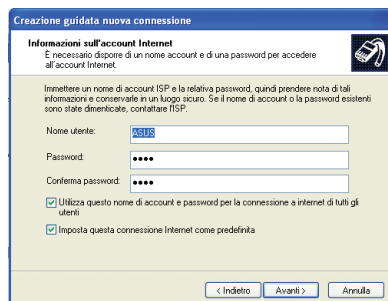 Creazione guidata nuova connessione
Informazioni sull'account Internet
È necessario disporre di un nome account e di una password per accedere
all'account Internet.
Immettere un nome di account ISP e la relativa password, quindi prendere nota di tali
informazioni e conservarle in un luogo sicuro. Se il nome di account o la password esistenti
sono state dimenticate, contattare l'ISP.
Nome utente: ASUS
Password: ●●●●
Conferma password: ●●●●
Utilizza questo nome di account e password per la connessione a internet di tutti gli
utenti
Imposta questa connessione Internet come predefinita
< Indietro Avanti > Annulla